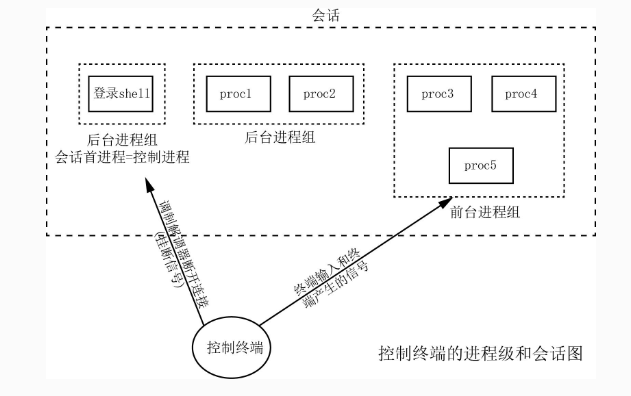 会话
登录shell
proc1
proc2
proc3
proc4
proc5
后台进程组
会话首进程=控制进程
后台进程组
前台进程组
调制解调器断开连接
(挂断信号)
终端输入和终
端产生的信号
控制终端
控制终端的进程级和会话图